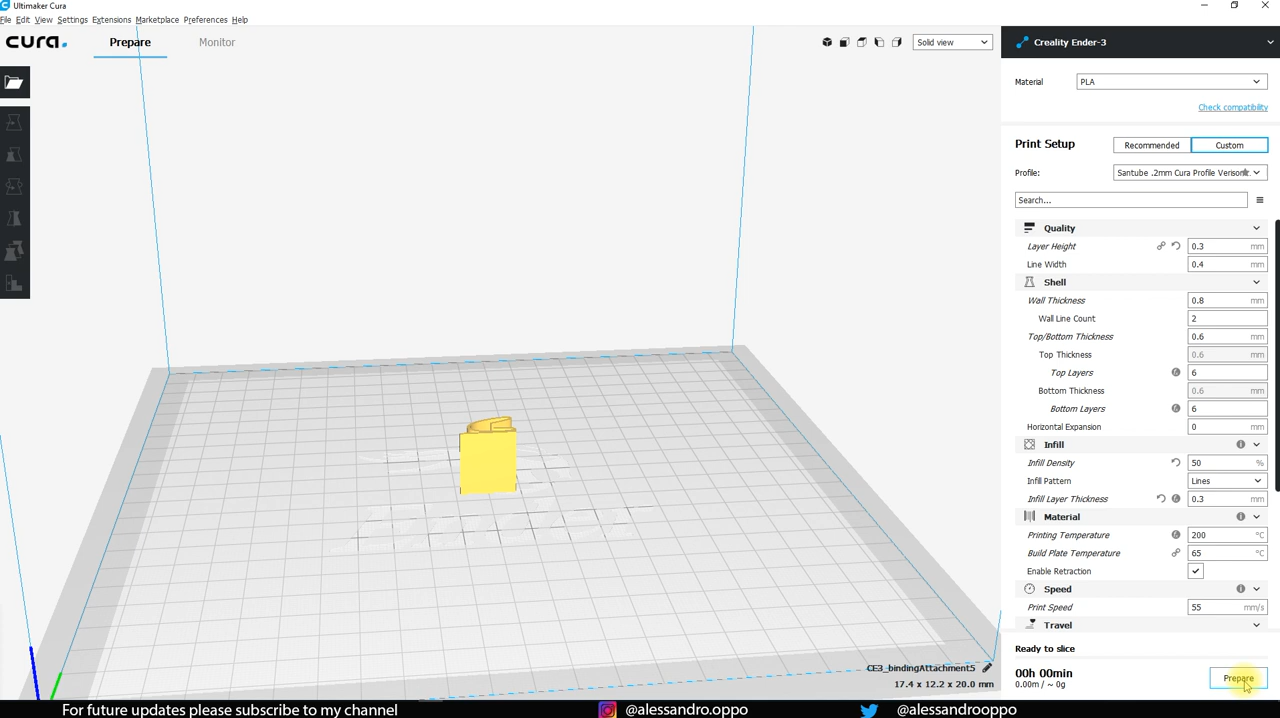 Ultimaker Cura
File Edit View Settings Extensions Marketplace Preferences Help
cura.
Prepare Monitor
Solid view
Creality Ender-3
Material PLA
Check compatibility
Print Setup Recommended Custom
Profile: Santube .2mm Cura Profile
Search...
Quality
Layer Height 0.3 mm
Line Width 0.4 mm
Shell
Wall Thickness 0.8 mm
Wall Line Count 2
Top/Bottom Thickness 0.6 mm
Top Thickness 0.6 mm
Top Layers 6
Bottom Thickness 0.6 mm
Bottom Layers 6
Horizontal Expansion 0 mm
Infill
Infill Density 50 %
Infill Pattern Lines
Infill Layer Thickness 0.3 mm
Material
Printing Temperature 200 °C
Build Plate Temperature 65 °C
Enable Retraction
Speed
Print Speed 55 mm/s
Travel
Ready to slice
00h 00min
0.00m / ~ 0g
Prepare
CE3_bindingAttachment5
17.4 x 12.2 x 20.0 mm
For future updates please subscribe to my channel @alessandro.oppo @alessandrooppo